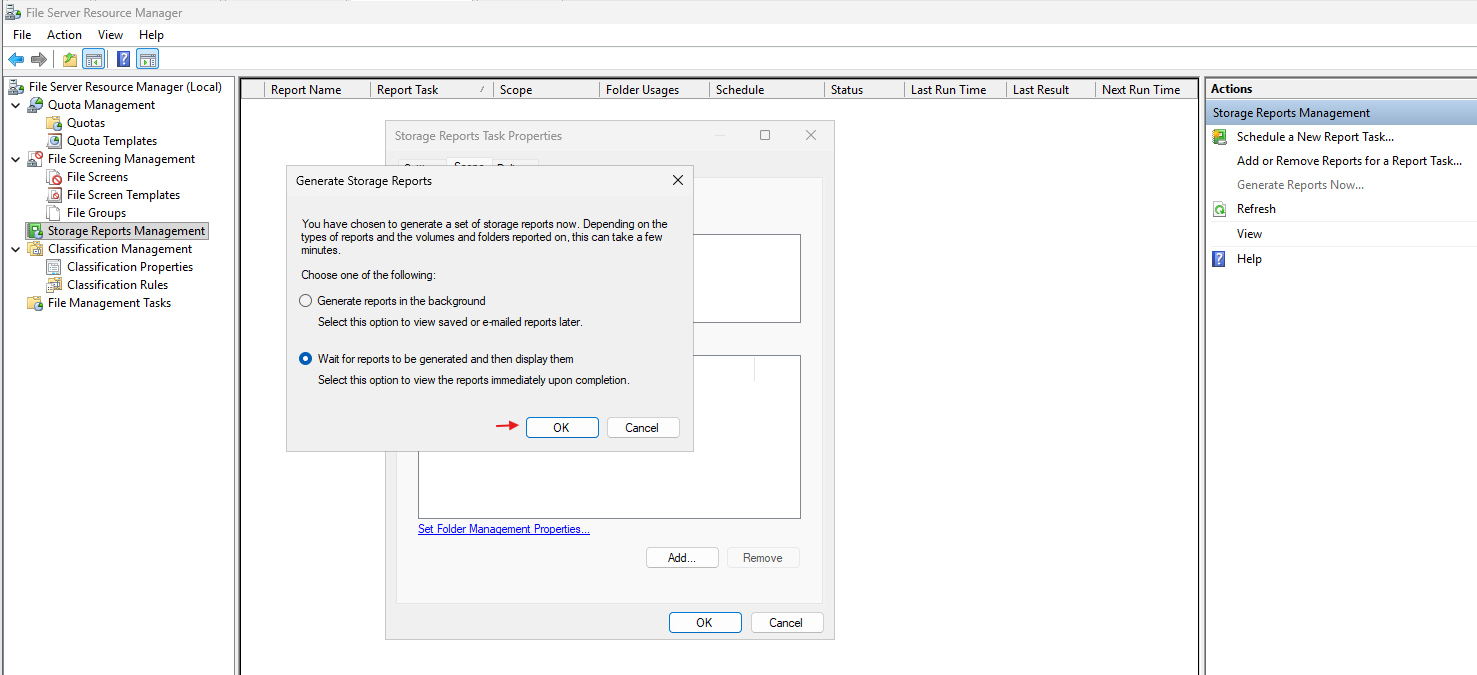 File Server Resource Manager
File Action View Help
File Server Resource Manager (Local)
Quota Management
Quotas
Quota Templates
File Screening Management
File Screens
File Screen Templates
File Groups
Storage Reports Management
Classification Management
Classification Properties
Classification Rules
File Management Tasks
Report Name Report Task Scope Folder Usages Schedule Status Last Run Time Last Result Next Run Time
Storage Reports Task Properties
Generate Storage Reports
You have chosen to generate a set of storage reports now. Depending on the
types of reports and the volumes and folders reported on, this can take a few
minutes.
Choose one of the following:
Generate reports in the background
Select this option to view saved or e-mailed reports later.
Wait for reports to be generated and then display them
Select this option to view the reports immediately upon completion.
OK Cancel
Set Folder Management Properties...
Add... Remove
OK Cancel
Actions
Storage Reports Management
Schedule a New Report Task...
Add or Remove Reports for a Report Task...
Generate Reports Now...
Refresh
View
Help